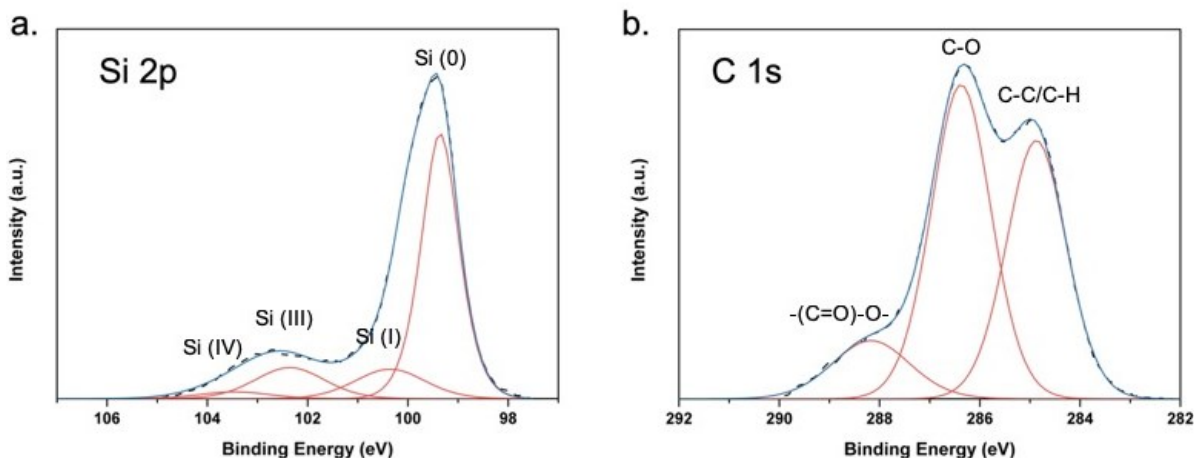 a.
Si 2p
Si (0)
Si (III)
Si (IV)
Si (I)
Intensity (a.u.)
106
104
102
100
98
Binding Energy (eV)
b.
C 1s
C-O
C-C/C-H
-(C=O)-O-
Intensity (a.u.)
292
290
288
286
284
282
Binding Energy (eV)